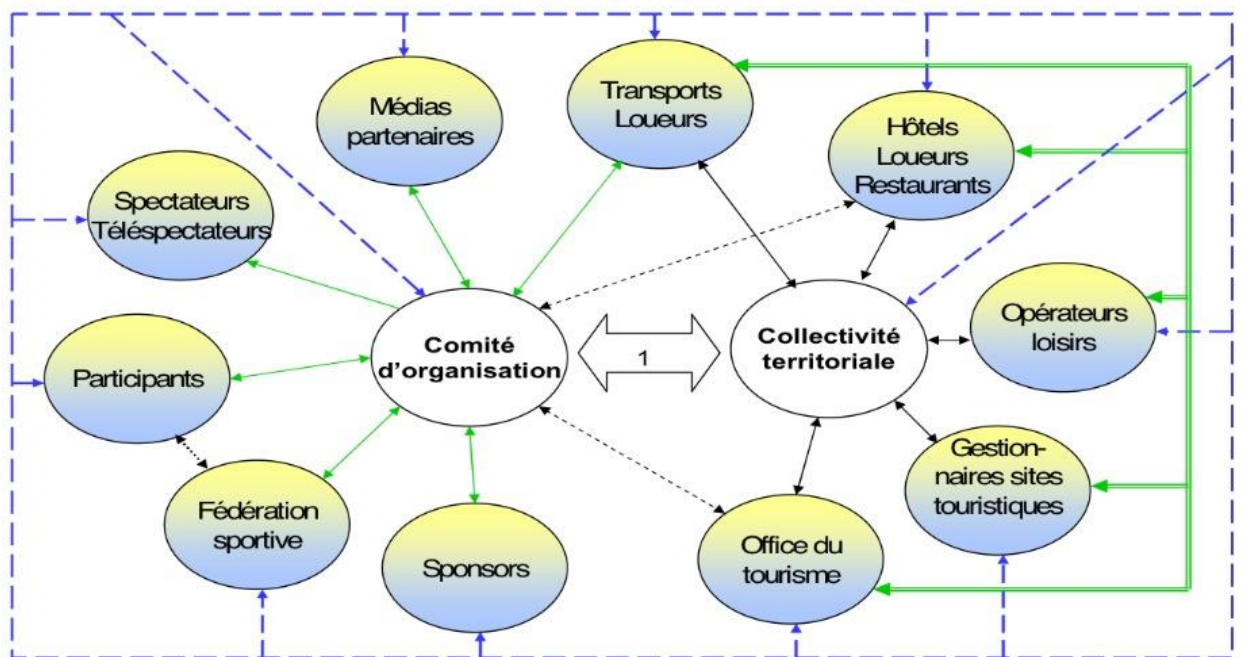 Médias
partenaires
Transports
Loueurs
Hôtels
Loueurs
Restaurants
Spectateurs
Téléspectateurs
Opérateurs
loisirs
Comité
d'organisation
1
Collectivité
territoriale
Participants
Gestion-
naires sites
touristiques
Fédération
sportive
Sponsors
Office du
tourisme